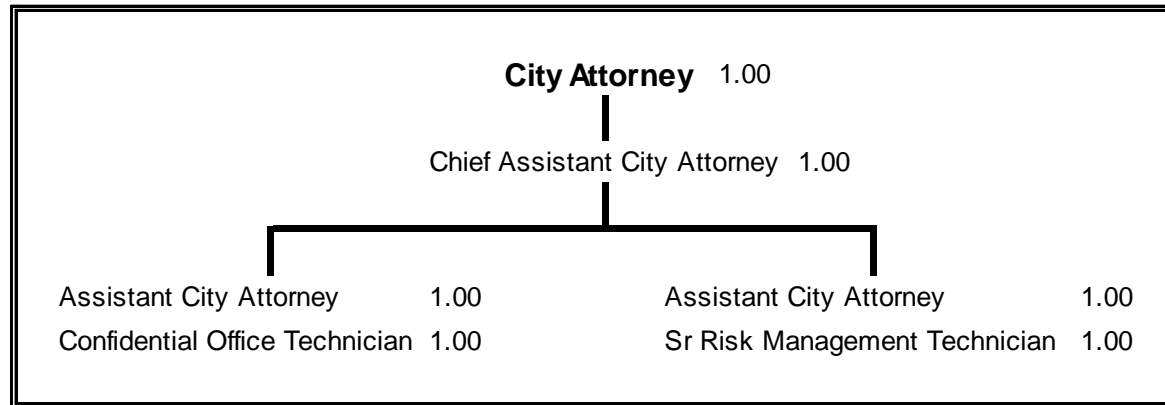 City Attorney 1.00
Chief Assistant City Attorney 1.00
Assistant City Attorney 1.00
Confidential Office Technician 1.00
Assistant City Attorney 1.00
Sr Risk Management Technician 1.00